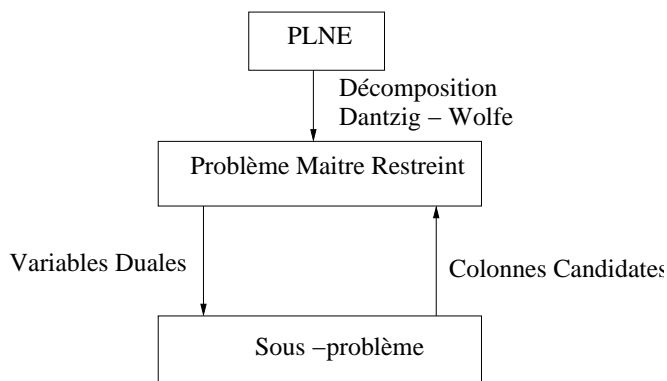 PLNE
Décomposition
Dantzig – Wolfe
Problème Maitre Restreint
Variables Duales
Colonnes Candidates
Sous –problème